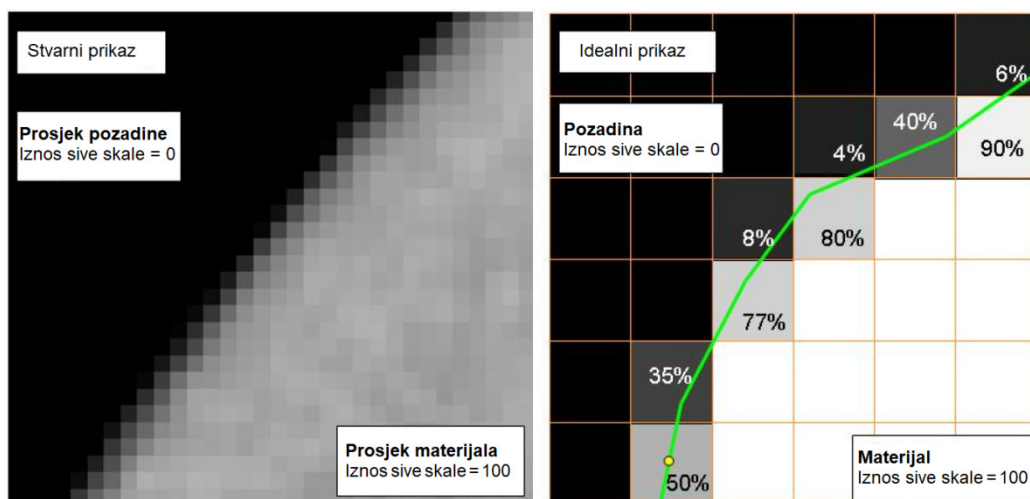 Stvarni prikaz
Prosjek pozadine
Iznos sive skale = 0
Prosjek materijala
Iznos sive skale = 100
Idealni prikaz
6%
Pozadina
Iznos sive skale = 0
40%
4%
90%
8%
80%
77%
35%
50%
Materijal
Iznos sive skale = 100